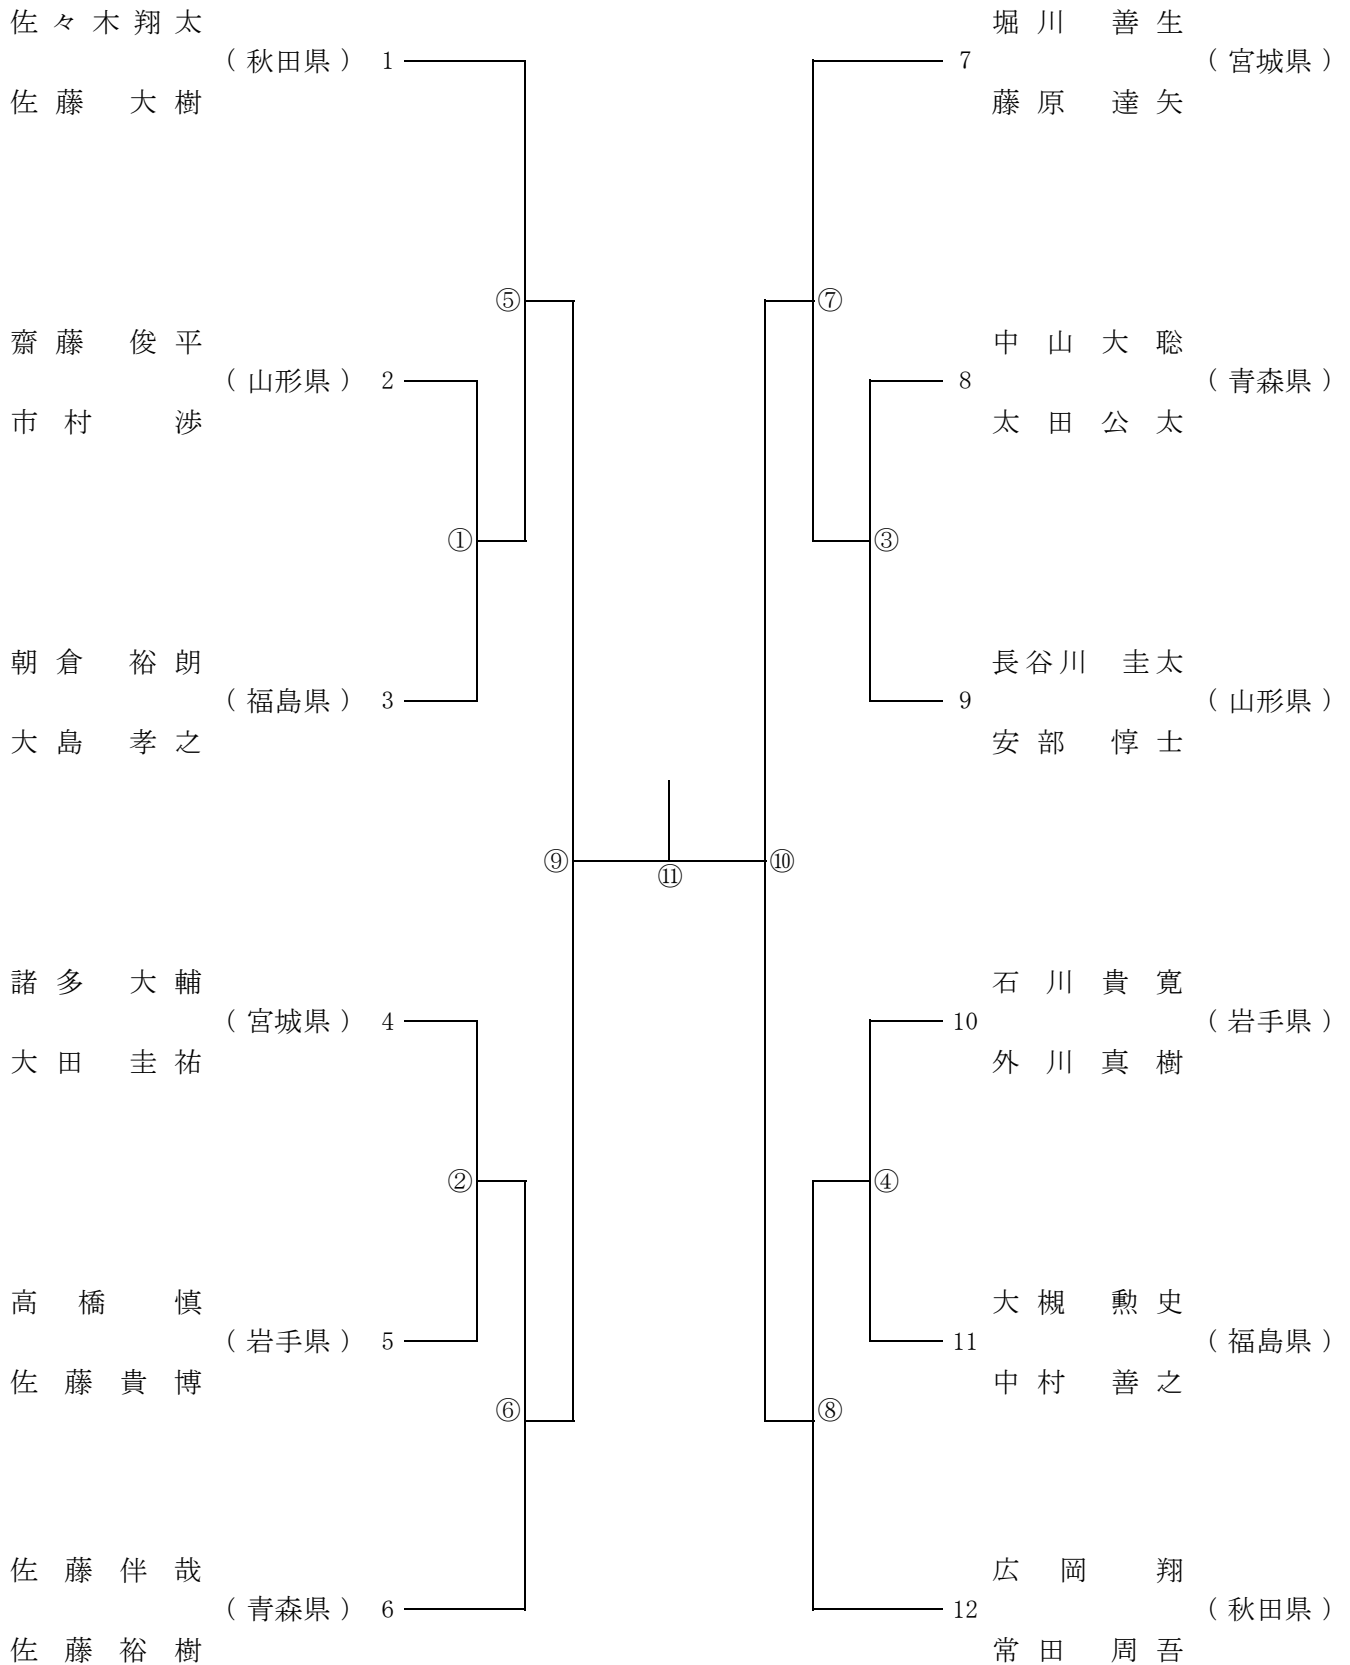 佐々木翔太
（秋田県） 1
佐藤 大樹
⑤
齋藤 俊平
（山形県） 2
市村 渉
①
朝倉 裕朗
（福島県） 3
大島 孝之
⑨
諸多 大輔
（宮城県） 4
大田 圭祐
②
高橋 慎
（岩手県） 5
佐藤貴博
⑥
佐藤伴哉
（青森県） 6
佐藤裕樹
⑪
堀川 善生
7 （宮城県）
藤原 達矢
⑦
中山大聡
8 （青森県）
太田公太
③
長谷川 圭太
9 （山形県）
安部 惇士
⑩
石川貴寛
10 （岩手県）
外川真樹
④
大槻 勲史
11 （福島県）
中村 善之
⑧
広岡 翔
12 （秋田県）
常田 周吾